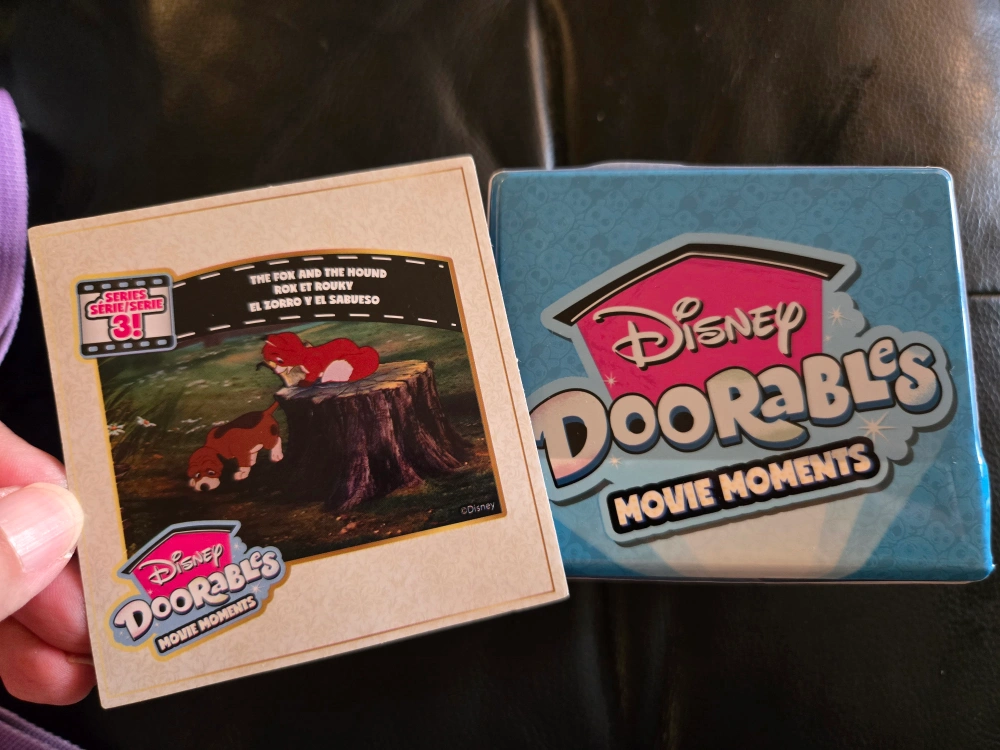 SERIES
SÉRIE/SERIE
3!
THE FOX AND THE HOUND
ROX ET ROUKY
EL ZORRO Y EL SABUESO
©Disney
DISNEY
DOORABLES
MOVIE MOMENTS
DISNEY
DOORABLES
MOVIE MOMENTS